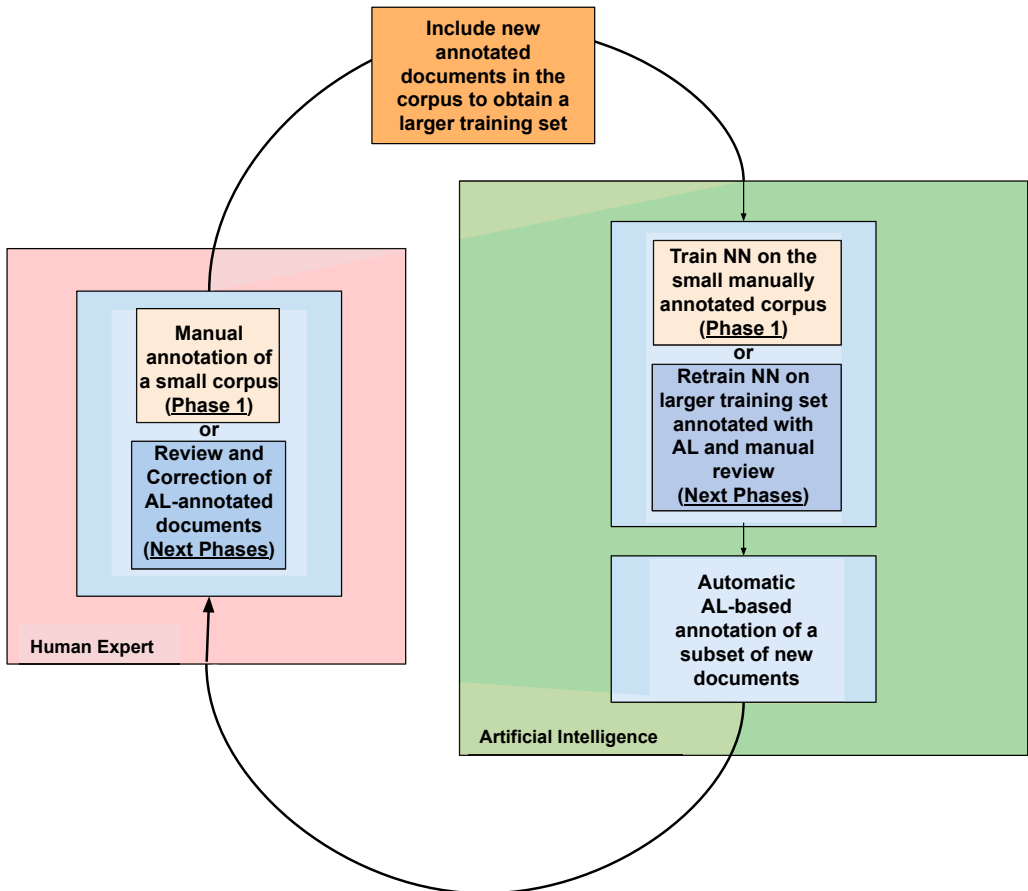 Include new
annotated
documents in the
corpus to obtain a
larger training set
Manual
annotation of
a small corpus
(Phase 1)
or
Review and
Correction of
AL-annotated
documents
(Next Phases)
Human Expert
Train NN on the
small manually
annotated corpus
(Phase 1)
or
Retrain NN on
larger training set
annotated with
AL and manual
review
(Next Phases)
Automatic
AL-based
annotation of a
subset of new
documents
Artificial Intelligence